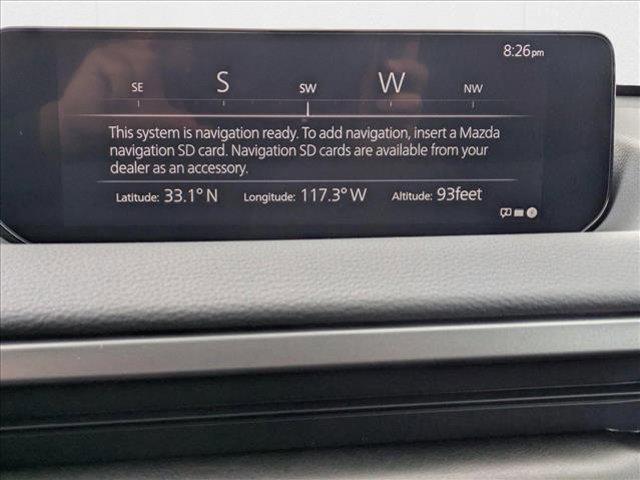 8:26pm
SE S SW W NW
This system is navigation ready. To add navigation, insert a Mazda
navigation SD card. Navigation SD cards are available from your
dealer as an accessory.
Latitude: 33.1° N Longitude: 117.3° W Altitude: 93feet